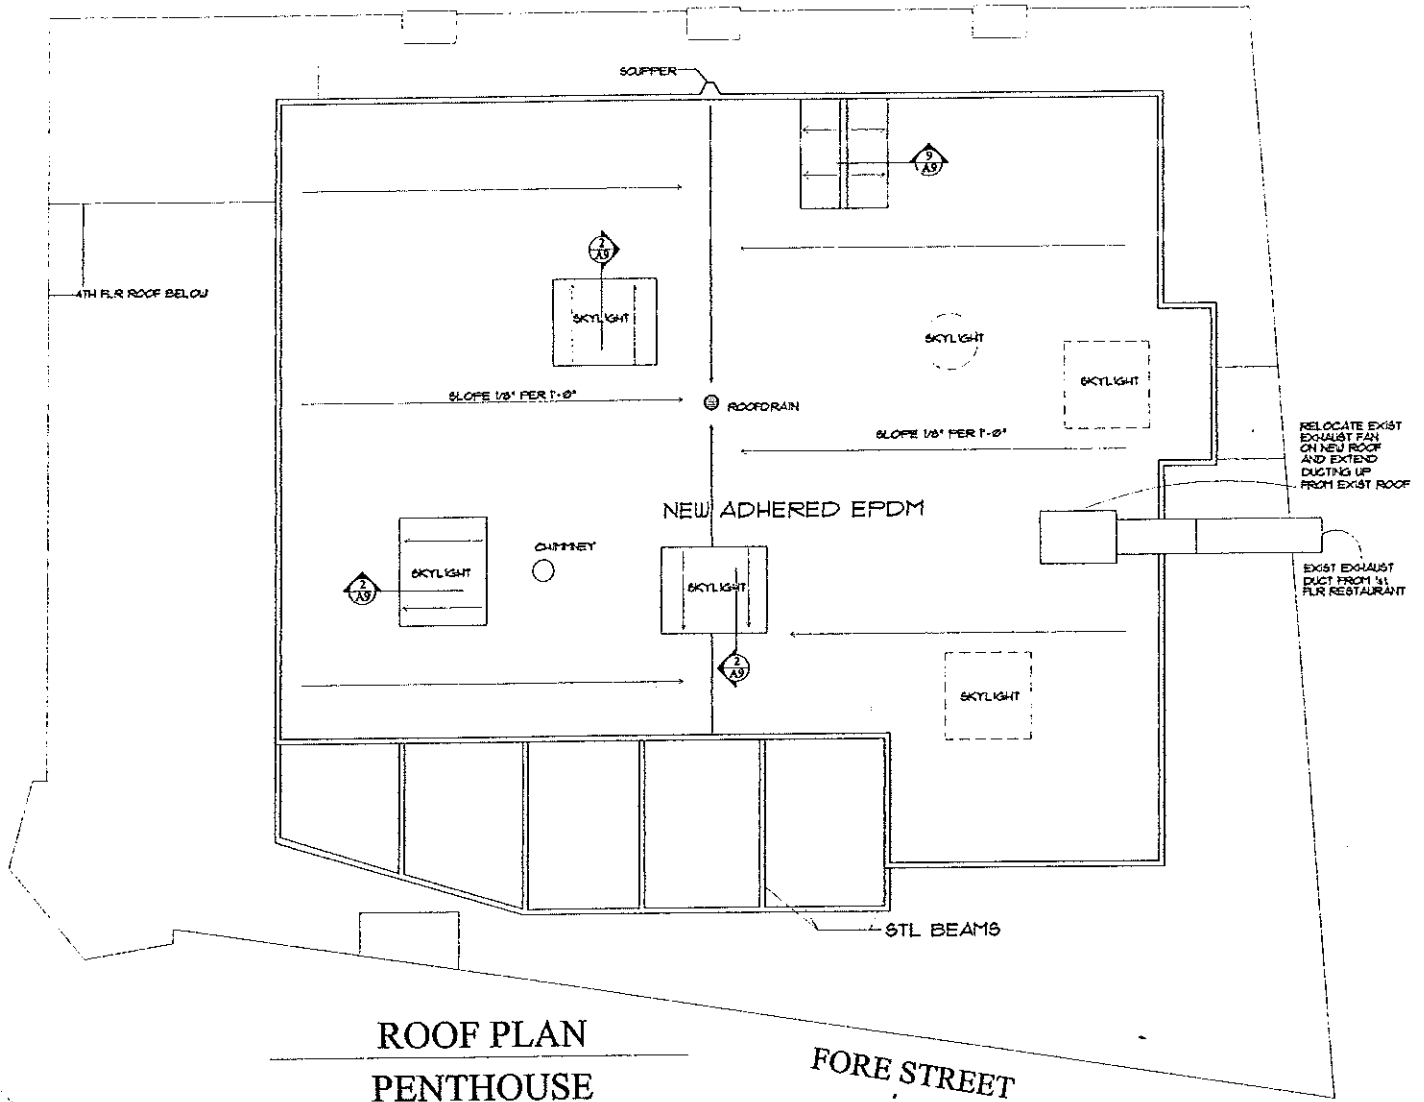 SCUPPER
9
A9
2
A9
4TH FLR ROOF BELOW
SKYLIGHT
SKYLIGHT
SKYLIGHT
SLOPE 1/8" PER 1'-0"
ROOFDRAIN
SLOPE 1/8" PER 1'-0"
RELOCATE EXIST
EXHAUST FAN
ON NEW ROOF
AND EXTEND
DUCTING UP
FROM EXIST ROOF
NEW ADHERED EPDM
CHIMNEY
SKYLIGHT
2
A9
SKYLIGHT
EXIST EXHAUST
DUCT FROM 1st
FLR RESTAURANT
2
A9
SKYLIGHT
STL BEAMS
ROOF PLAN
PENTHOUSE
FORE STREET